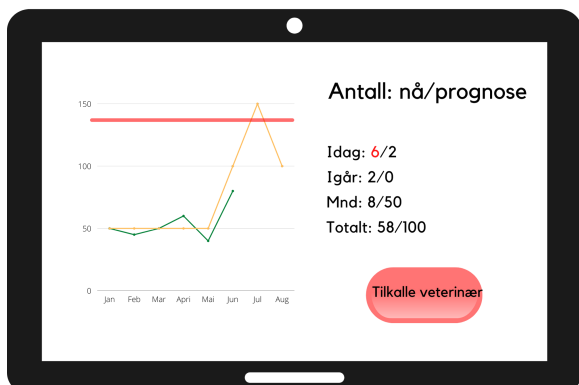 Antall: nå/prognose
150
100
50
0
Jan Feb Mar Apri Mai Jun Jul Aug
Idag: 6/2
Igår: 2/0
Mnd: 8/50
Totalt: 58/100
Tilkalle veterinær